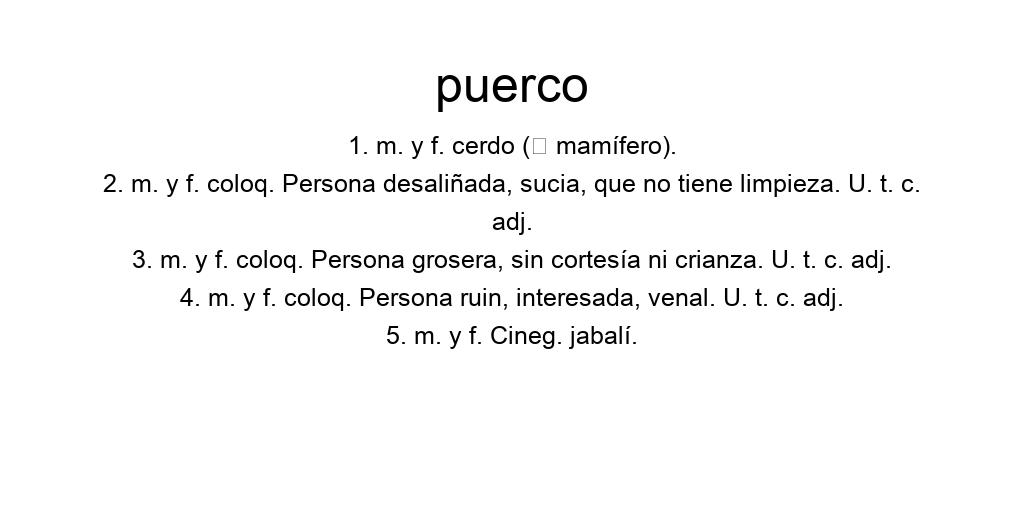 puerco
1. m. y f. cerdo (□ mamífero).
2. m. y f. coloq. Persona desaliñada, sucia, que no tiene limpieza. U. t. c.
adj.
3. m. y f. coloq. Persona grosera, sin cortesía ni crianza. U. t. c. adj.
4. m. y f. coloq. Persona ruin, interesada, venal. U. t. c. adj.
5. m. y f. Cineg. jabalí.